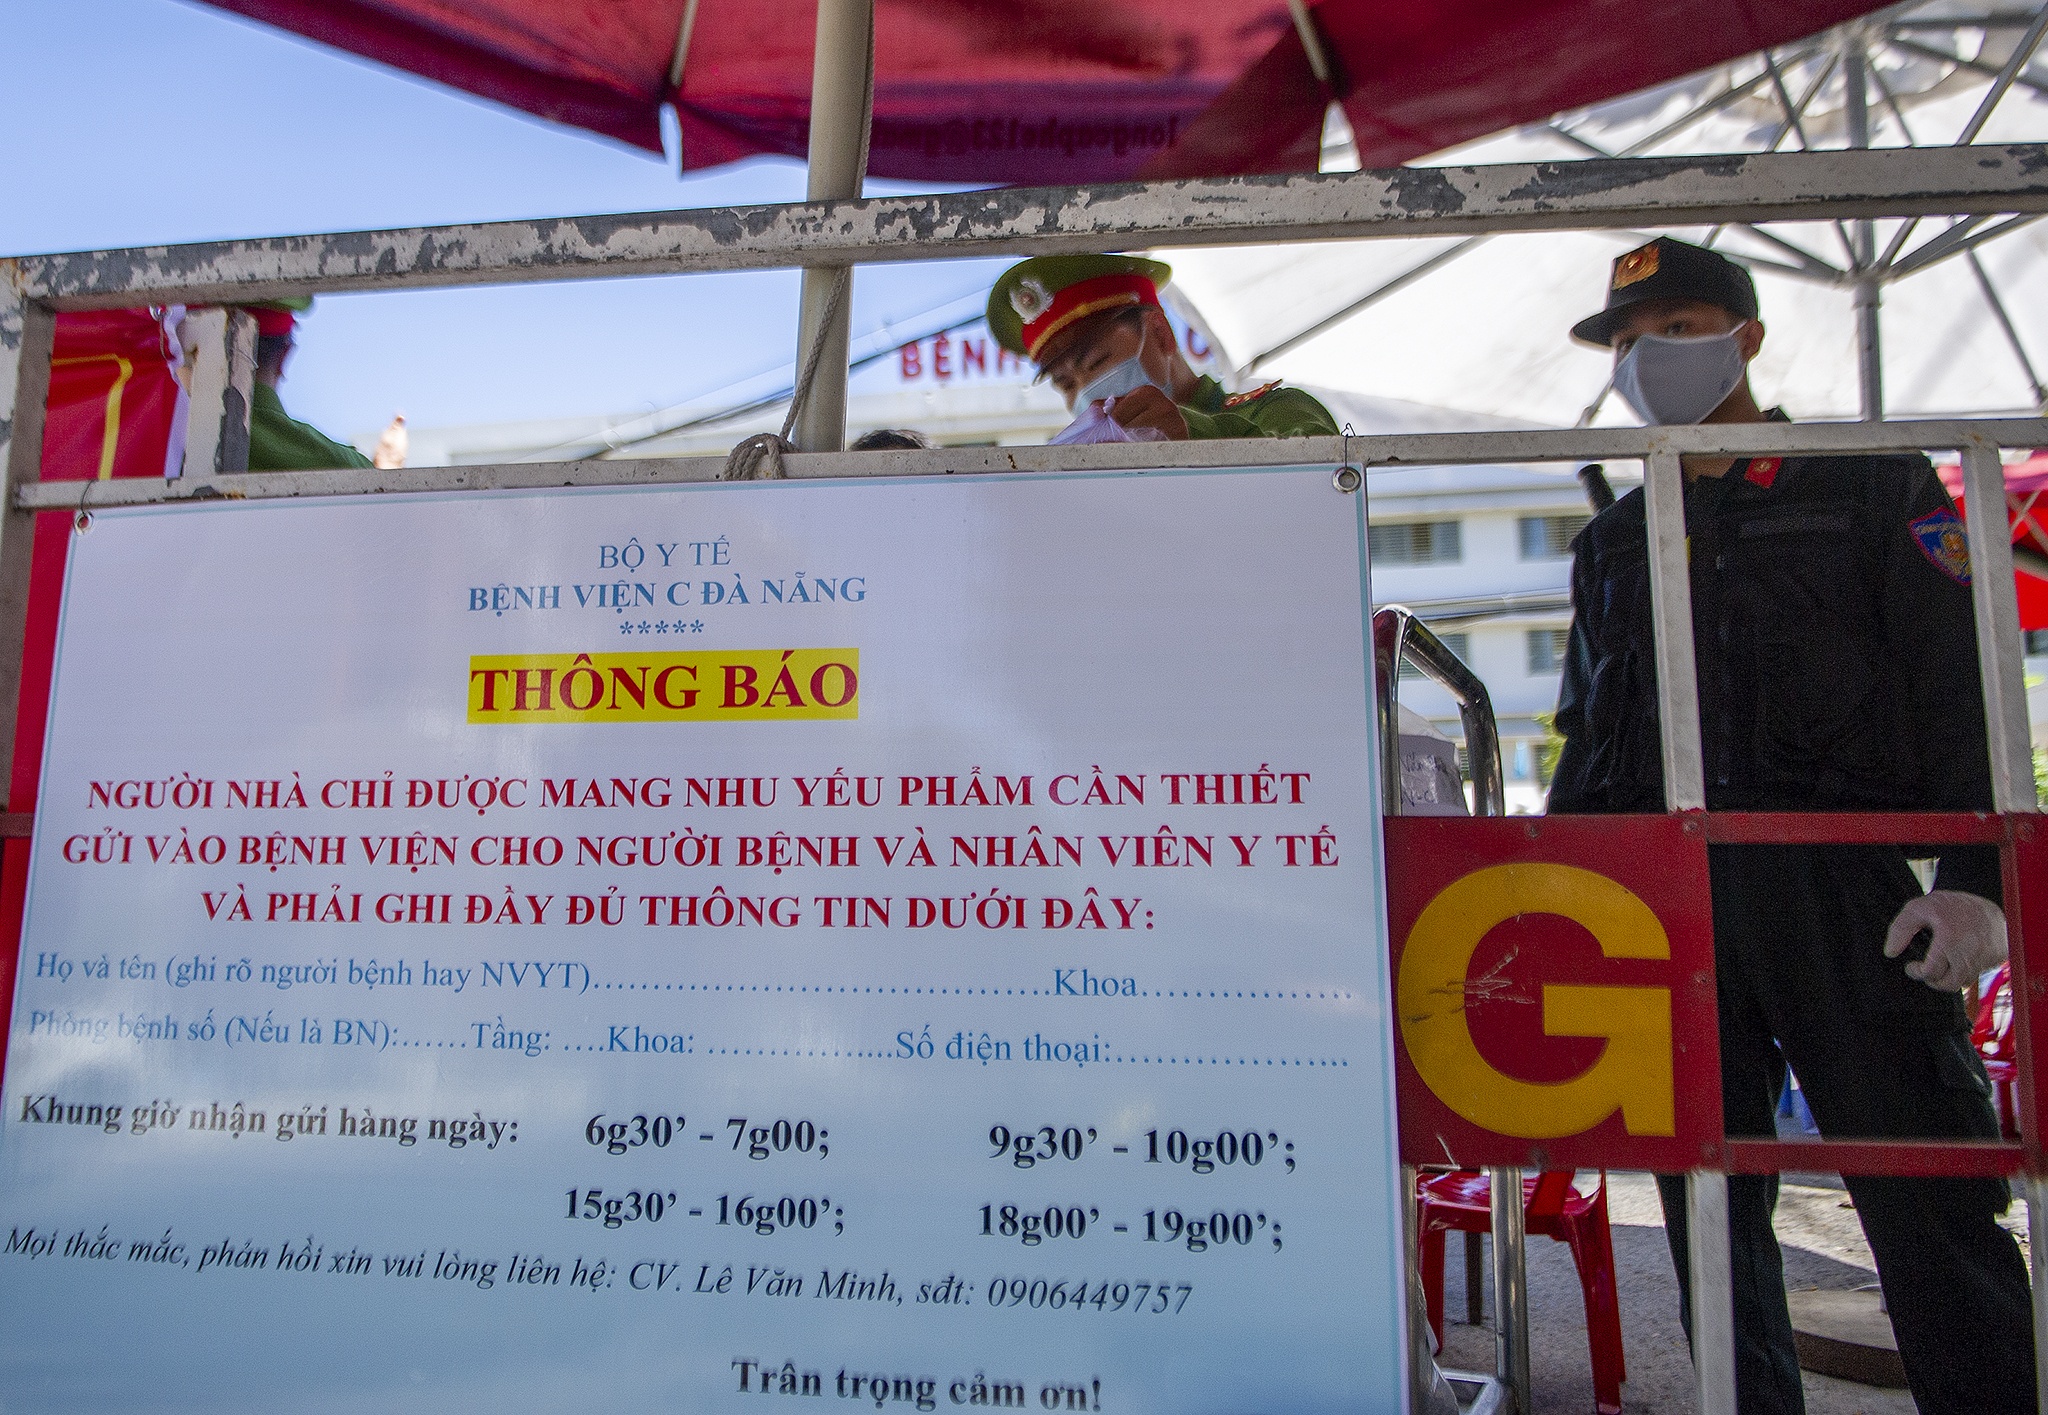 BỆNH
C
BỘ Y TẾ
BỆNH VIỆN C ĐÀ NẴNG
*****
THÔNG BÁO
NGƯỜI NHÀ CHỈ ĐƯỢC MANG NHU YẾU PHẨM CẦN THIẾT
GỬI VÀO BỆNH VIỆN CHO NGƯỜI BỆNH VÀ NHÂN VIÊN Y TẾ
VÀ PHẢI GHI ĐẦY ĐỦ THÔNG TIN DƯỚI ĐÂY:
Họ và tên (ghi rõ người bệnh hay NVYT)……………………………….Khoa…………….
Phòng bệnh số (Nếu là BN):……Tầng: ….Khoa: …………....Số điện thoại:……………...
Khung giờ nhận gửi hàng ngày: 6g30’ - 7g00; 9g30’ - 10g00’;
15g30’ - 16g00’; 18g00’ - 19g00’;
Mọi thắc mắc, phản hồi xin vui lòng liên hệ: CV. Lê Văn Minh, sđt: 0906449757
Trân trọng cảm ơn!
G